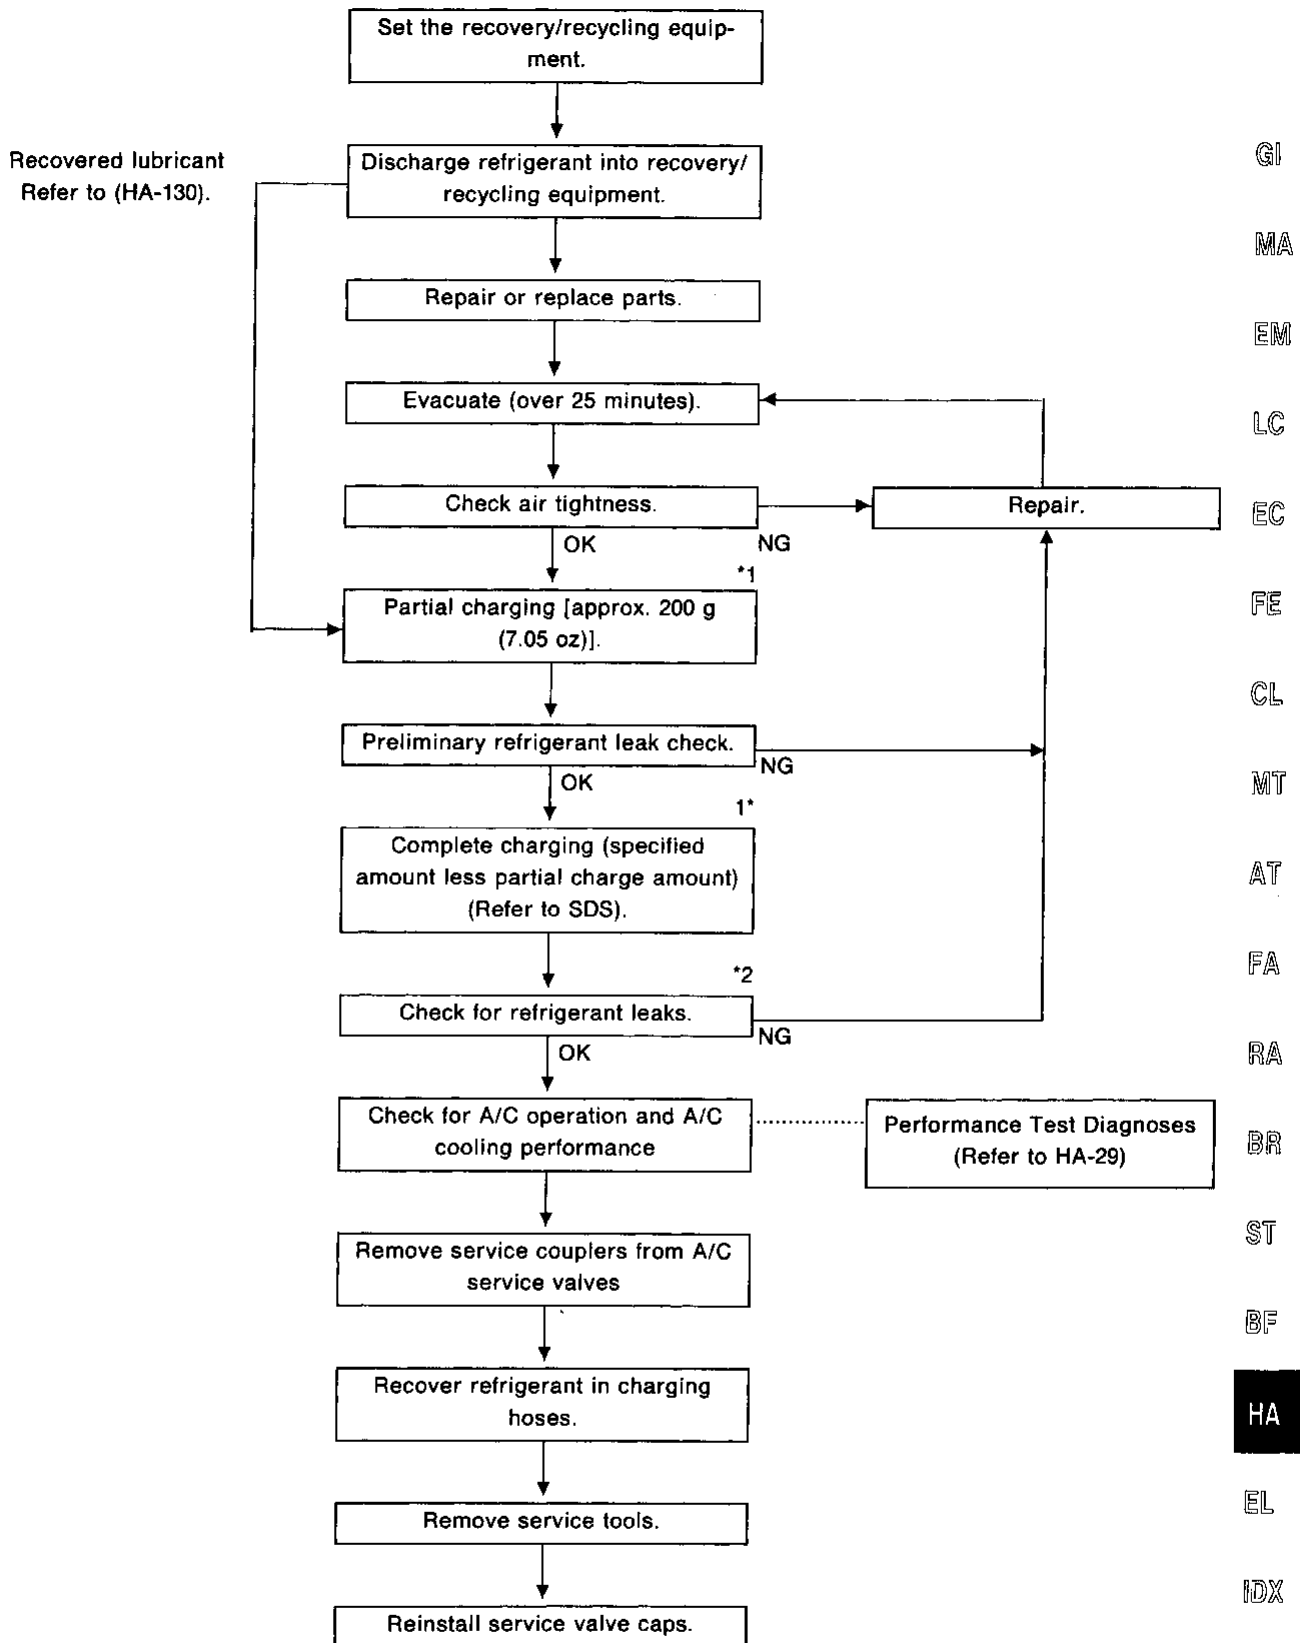 Set the recovery/recycling equip-
ment.
Recovered lubricant
Refer to (HA-130).
Discharge refrigerant into recovery/
recycling equipment.
Repair or replace parts.
Evacuate (over 25 minutes).
Check air tightness.
Repair.
OK
NG
*1
Partial charging [approx. 200 g
(7.05 oz)].
Preliminary refrigerant leak check.
NG
OK
1*
Complete charging (specified
amount less partial charge amount)
(Refer to SDS).
*2
Check for refrigerant leaks.
NG
OK
Check for A/C operation and A/C
cooling performance
Performance Test Diagnoses
(Refer to HA-29)
Remove service couplers from A/C
service valves
Recover refrigerant in charging
hoses.
Remove service tools.
Reinstall service valve caps.
GI
MA
EM
LC
EC
FE
CL
MT
AT
FA
RA
BR
ST
BF
HA
EL
IDX